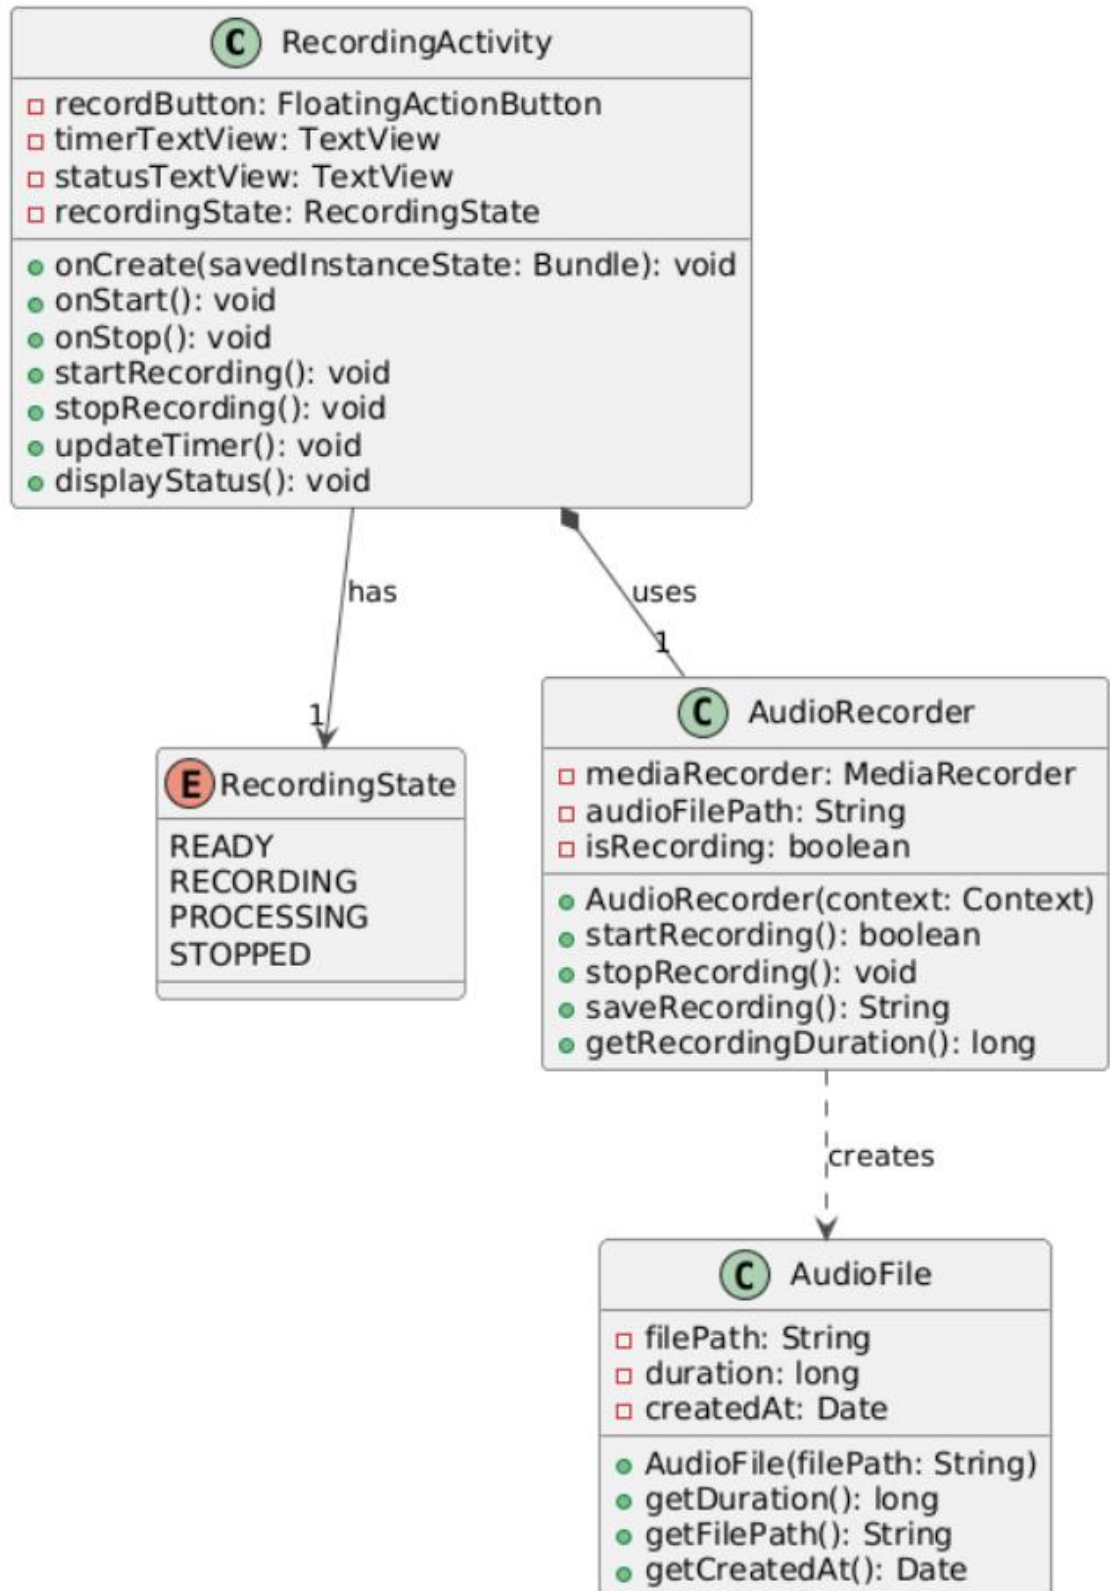 C RecordingActivity
recordButton: FloatingActionButton
timerTextView: TextView
statusTextView: TextView
recordingState: RecordingState
onCreate(savedInstanceState: Bundle): void
onStart(): void
onStop(): void
startRecording(): void
stopRecording(): void
updateTimer(): void
displayStatus(): void
has
uses
1
1
E RecordingState
READY
RECORDING
PROCESSING
STOPPED
C AudioRecorder
mediaRecorder: MediaRecorder
audioFilePath: String
isRecording: boolean
AudioRecorder(context: Context)
startRecording(): boolean
stopRecording(): void
saveRecording(): String
getRecordingDuration(): long
creates
C AudioFile
filePath: String
duration: long
createdAt: Date
AudioFile(filePath: String)
getDuration(): long
getFilePath(): String
getCreatedAt(): Date